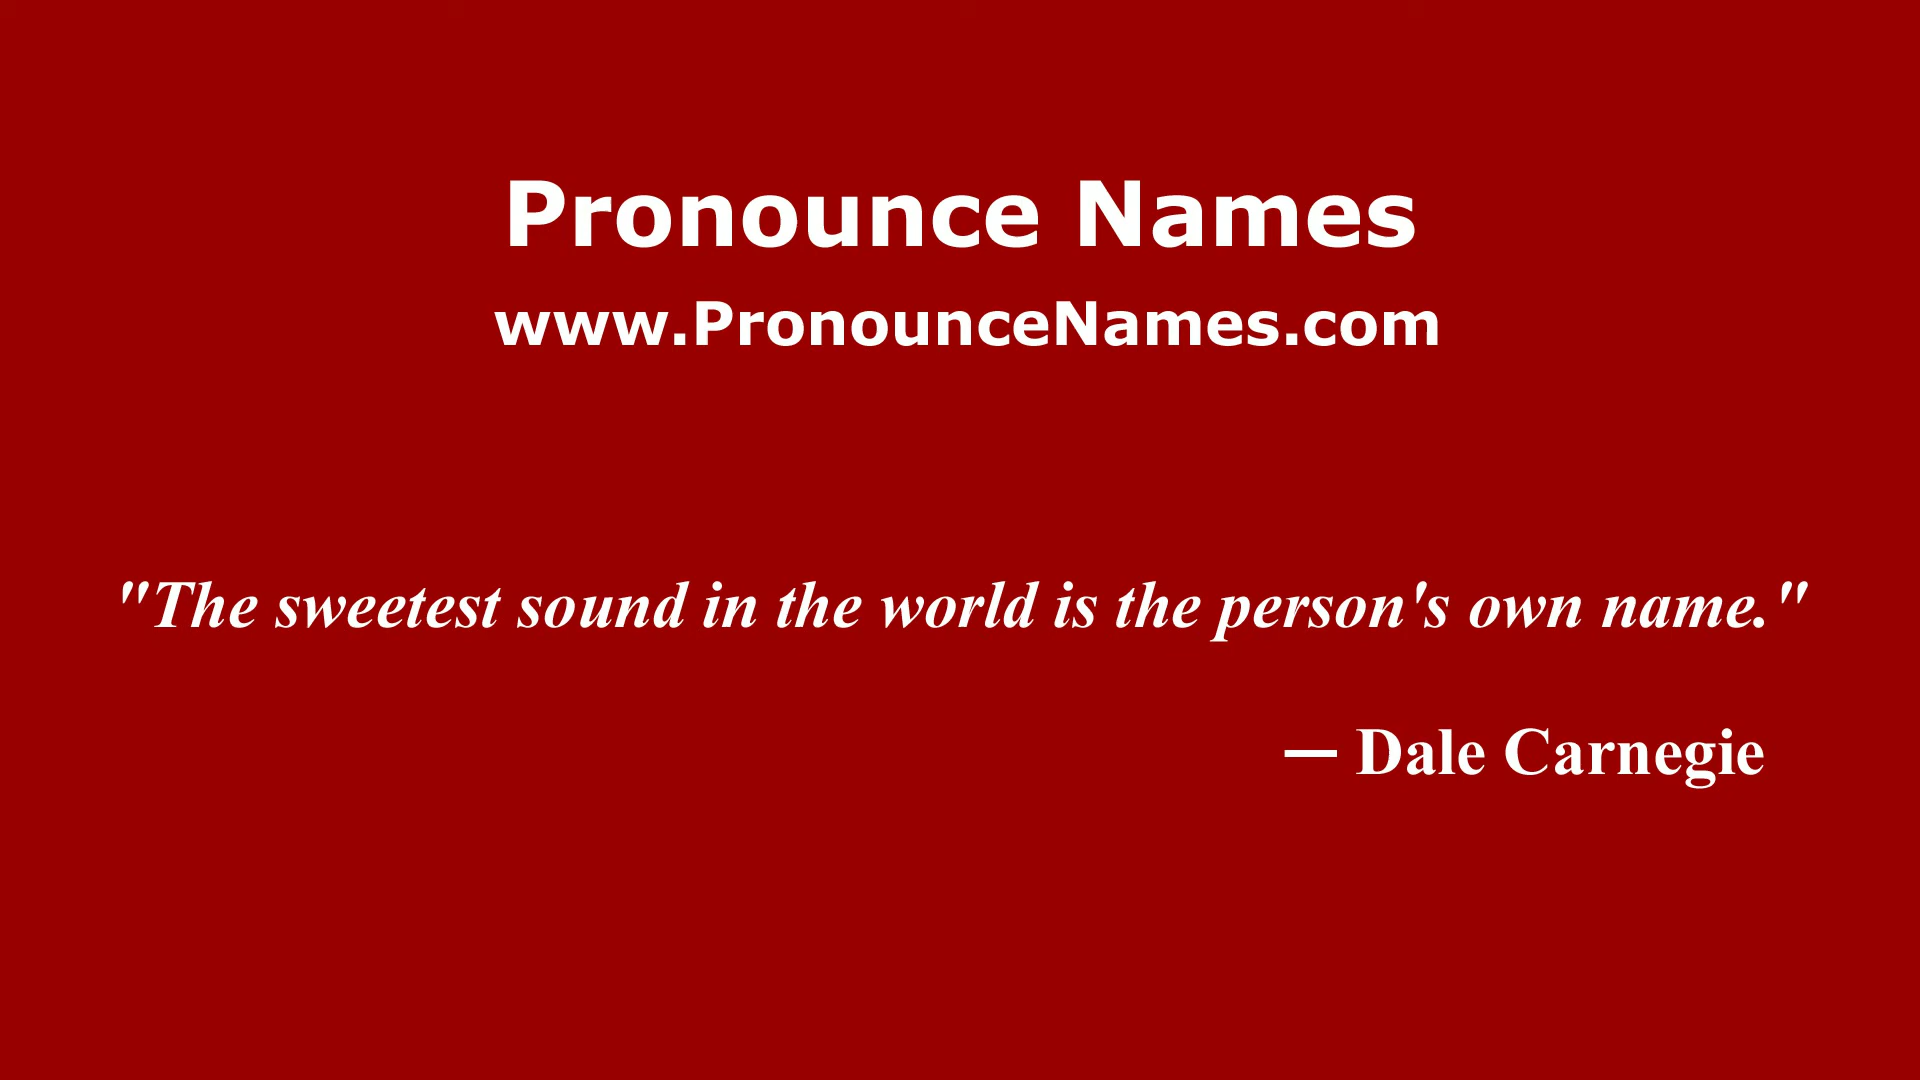 Pronounce Names
www.PronounceNames.com
"The sweetest sound in the world is the person's own name."
— Dale Carnegie